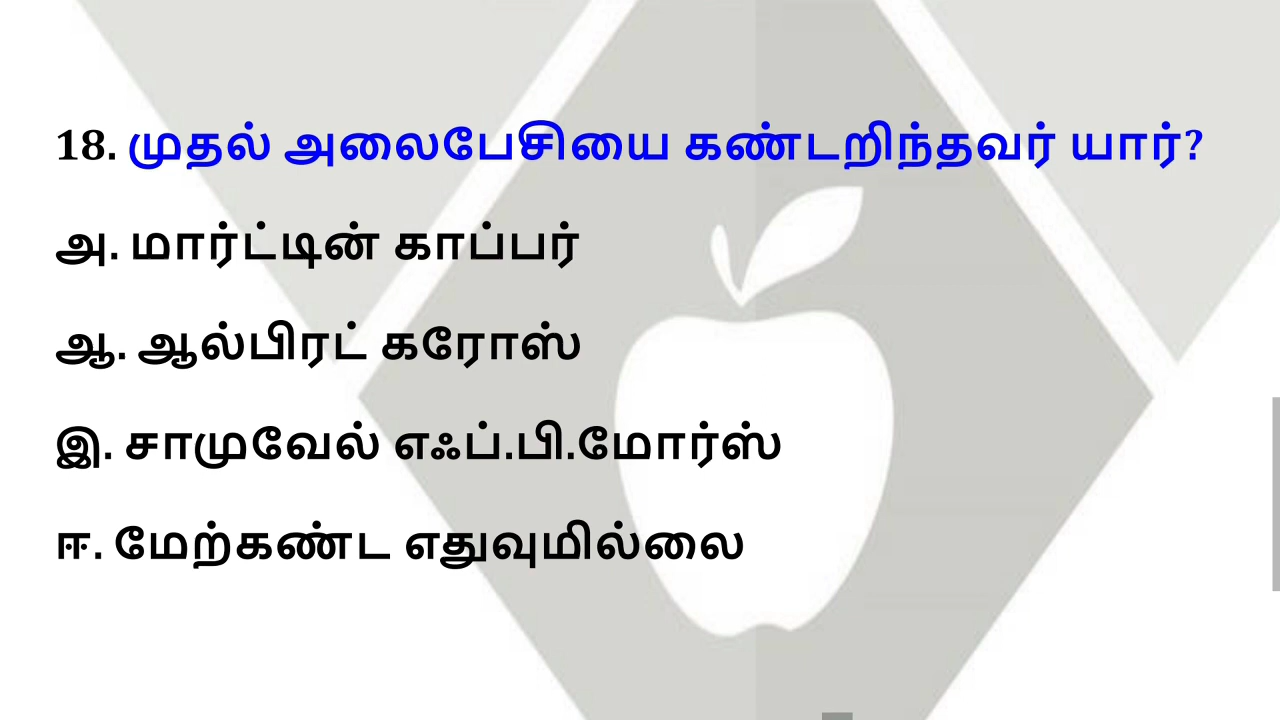 18. முதல் அலைபேசியை கண்டறிந்தவர் யார்?
அ. மார்ட்டின் காப்பர்
ஆ. ஆல்பிரட் கரோஸ்
இ. சாமுவேல் எஃப்.பி.மோர்ஸ்
ஈ. மேற்கண்ட எதுவுமில்லை